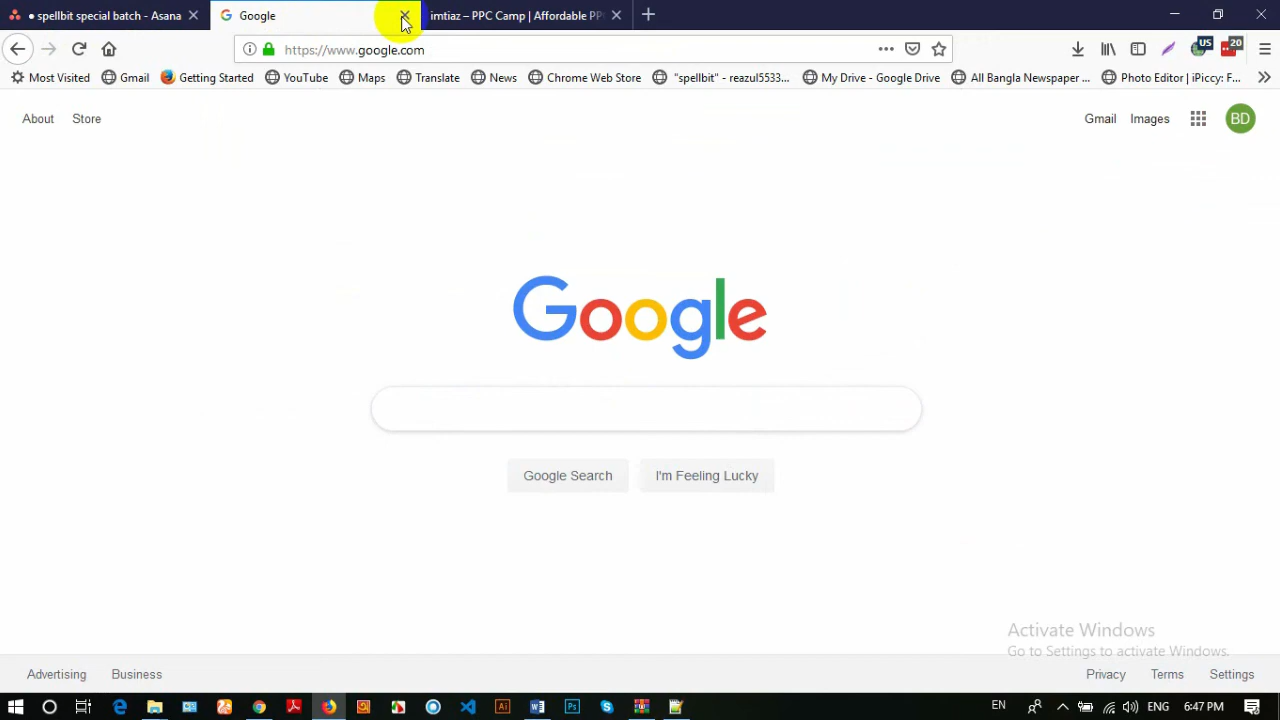 • spellbit special batch - Asana
Google
imtiaz – PPC Camp | Affordable PP
https://www.google.com
US
20
Most Visited
Gmail
Getting Started
YouTube
Maps
Translate
News
Chrome Web Store
"spellbit" - reazul5533...
My Drive - Google Drive
All Bangla Newspaper ...
Photo Editor | iPiccy: F...
About
Store
Gmail
Images
BD
Google
Google Search
I'm Feeling Lucky
Activate Windows
Go to Settings to activate Windows.
Advertising
Business
Privacy
Terms
Settings
EN
ENG
6:47 PM